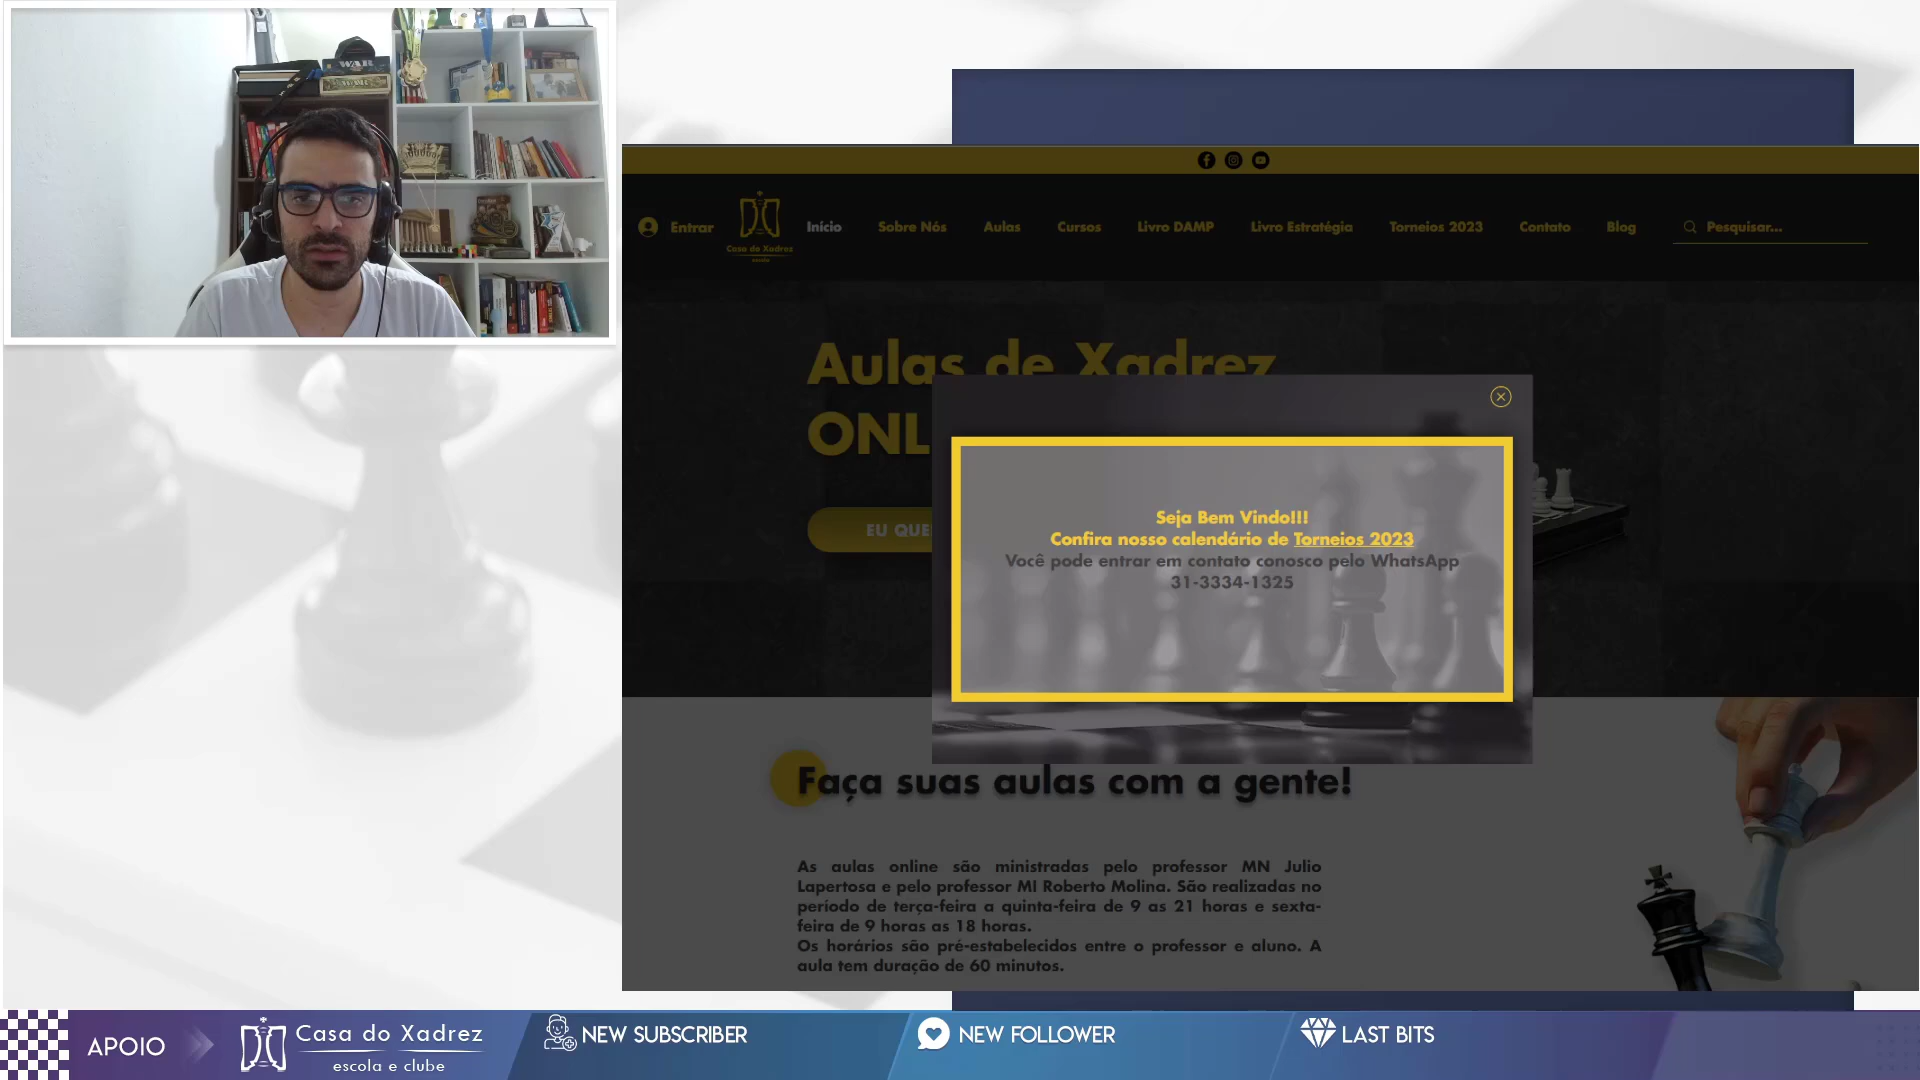 WAR
Entrar
Casa do Xadrez
escola
Início
Sobre Nós
Aulas
Cursos
Livro DAMP
Livro Estratégia
Torneios 2023
Contato
Blog
Pesquisar...
Aulas de Xadrez
ONL
EU QUE
Seja Bem Vindo!!!
Confira nosso calendário de Torneios 2023
Você pode entrar em contato conosco pelo WhatsApp
31-3334-1325
Faça suas aulas com a gente!
As aulas online são ministradas pelo professor MN Julio
Lapertosa e pelo professor MI Roberto Molina. São realizadas no
período de terça-feira a quinta-feira de 9 as 21 horas e sexta-
feira de 9 horas as 18 horas.
Os horários são pré-estabelecidos entre o professor e aluno. A
aula tem duração de 60 minutos.
APOIO
Casa do Xadrez
escola e clube
NEW SUBSCRIBER
NEW FOLLOWER
LAST BITS